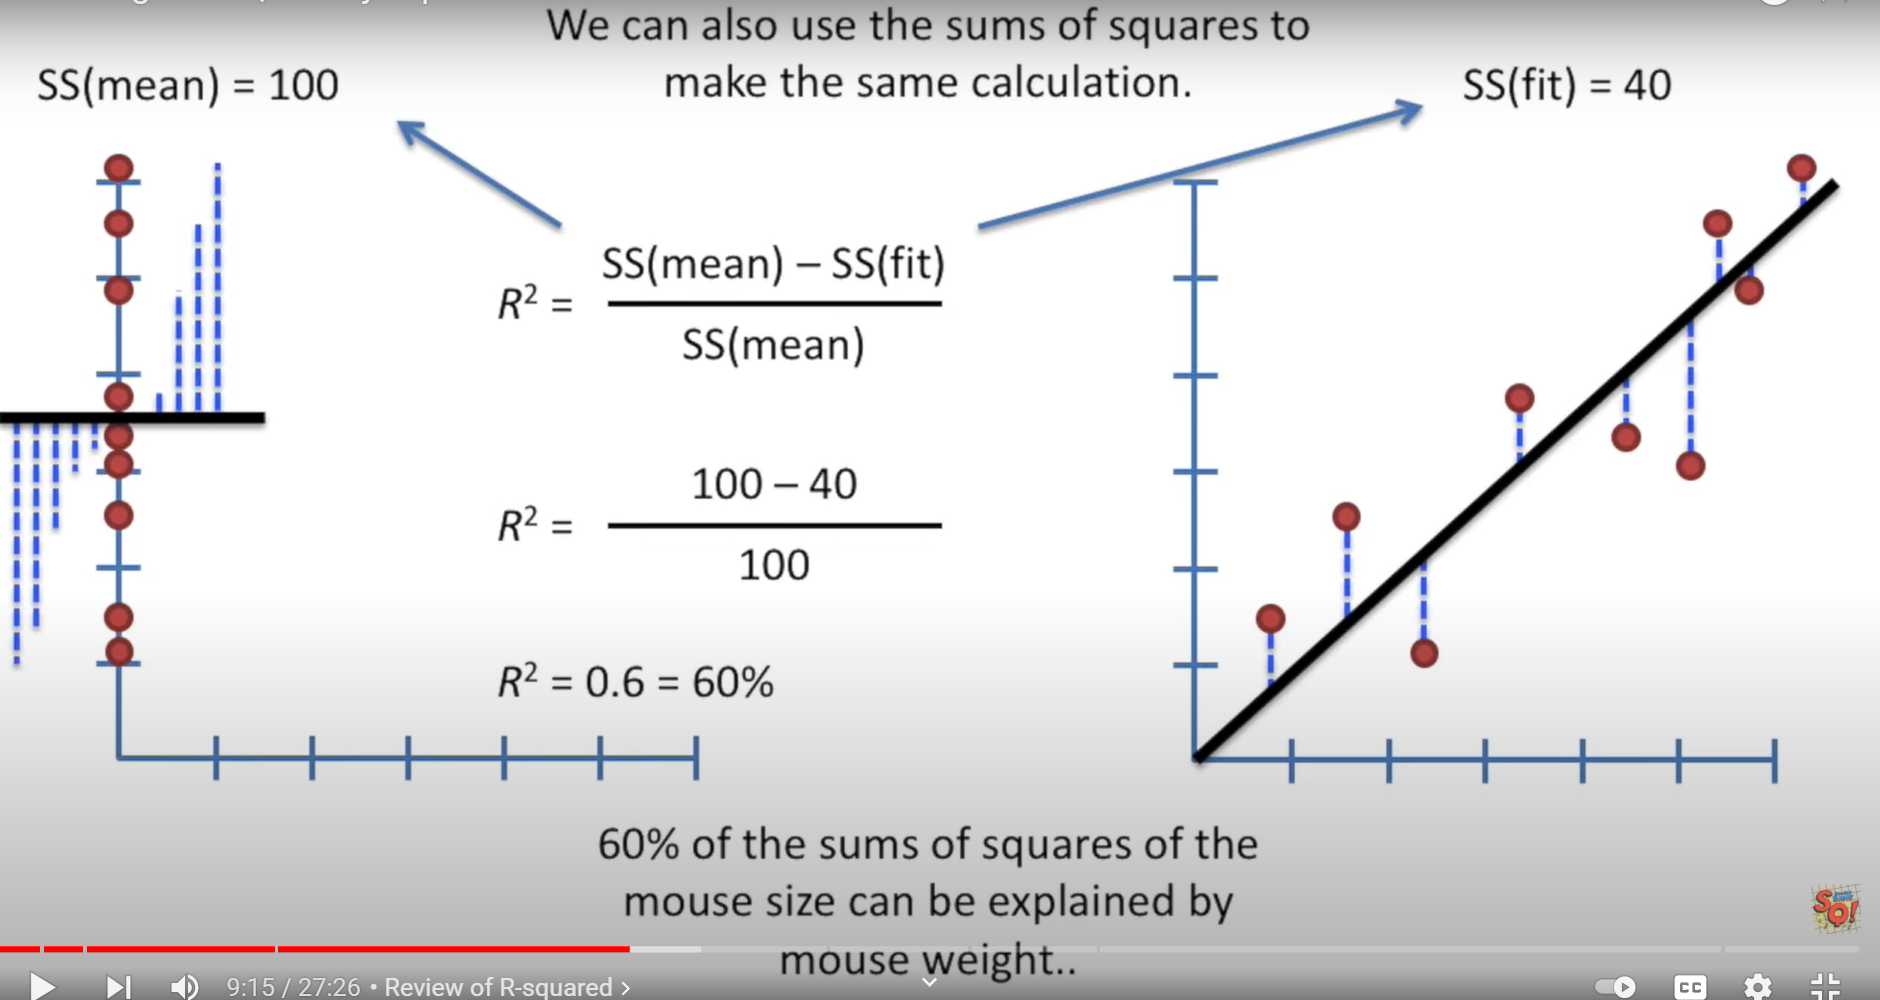 We can also use the sums of squares to
make the same calculation.
SS(mean) = 100
SS(fit) = 40
R² = SS(mean) – SS(fit)
SS(mean)
R² = 100 – 40
100
R² = 0.6 = 60%
60% of the sums of squares of the
mouse size can be explained by
mouse weight..
SQ!
9:15 / 27:26 • Review of R-squared >
CC